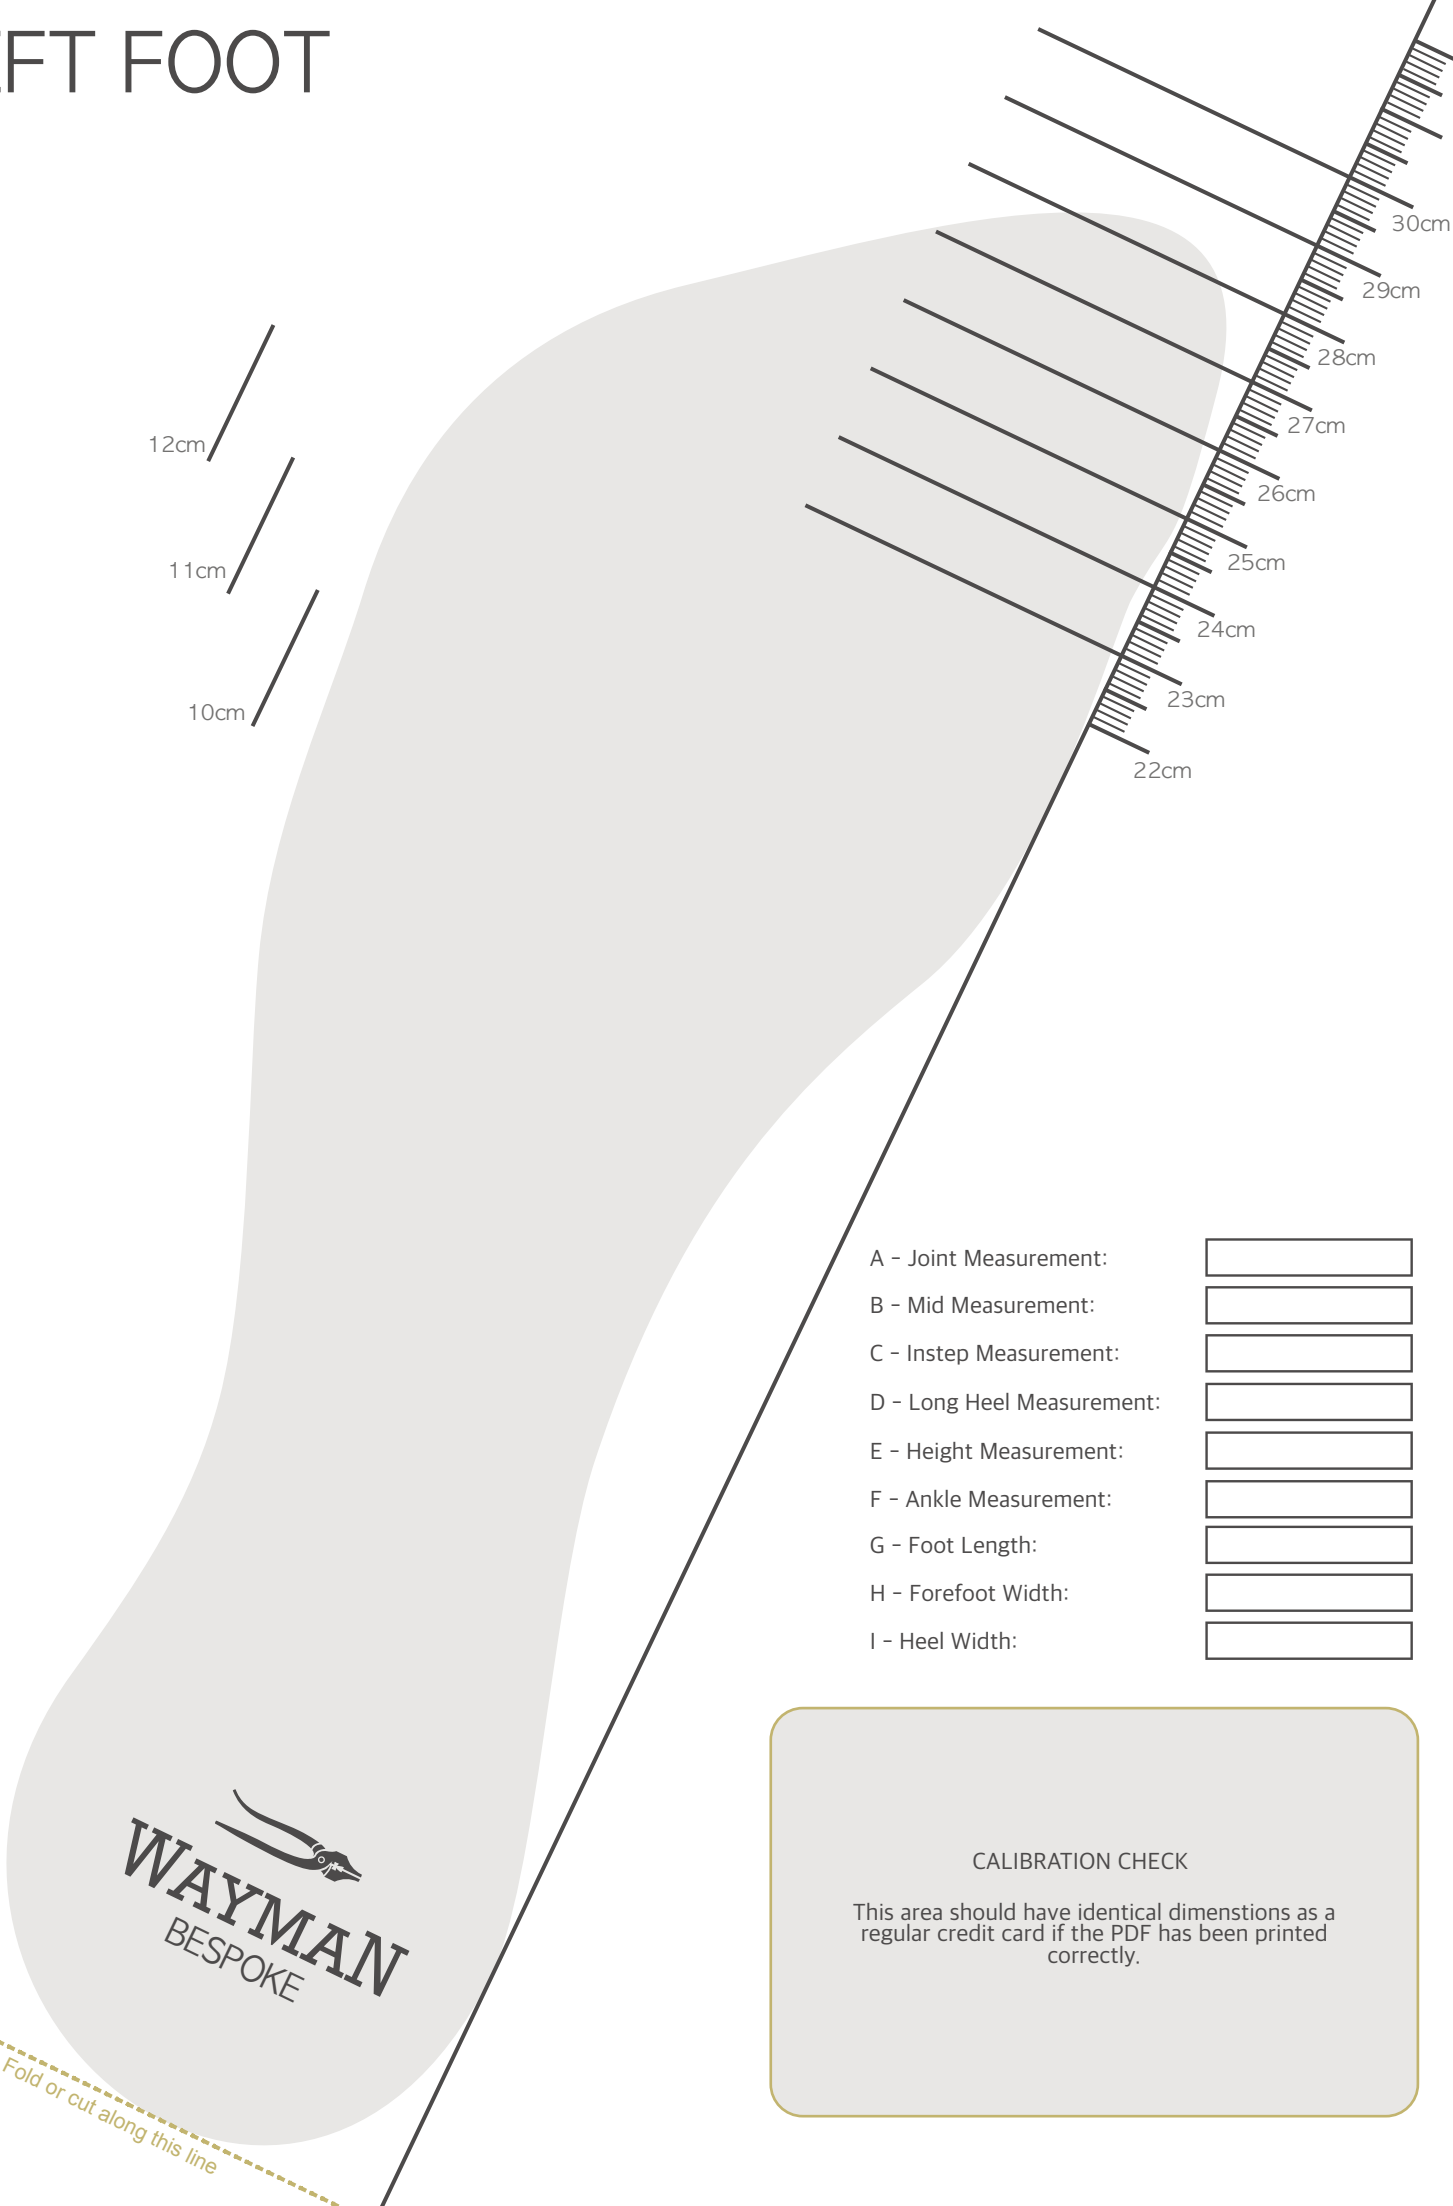 FT FOOT
30cm
29cm
28cm
27cm
26cm
25cm
24cm
23cm
22cm
12cm
11cm
10cm
A - Joint Measurement:
B - Mid Measurement:
C - Instep Measurement:
D - Long Heel Measurement:
E - Height Measurement:
F - Ankle Measurement:
G - Foot Length:
H - Forefoot Width:
I - Heel Width:
CALIBRATION CHECK
This area should have identical dimenstions as a
regular credit card if the PDF has been printed
correctly.
WAYMAN
BESPOKE
Fold or cut along this line